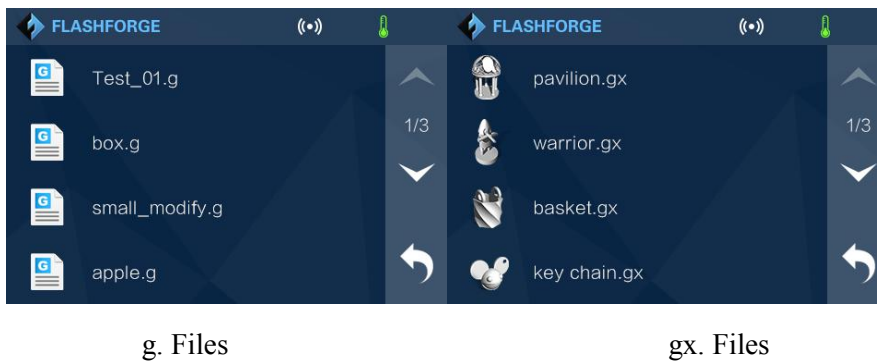 FLASHFORGE
Test_01.g
box.g
small_modify.g
apple.g
1/3
FLASHFORGE
pavilion.gx
warrior.gx
basket.gx
key chain.gx
1/3
g. Files
gx. Files